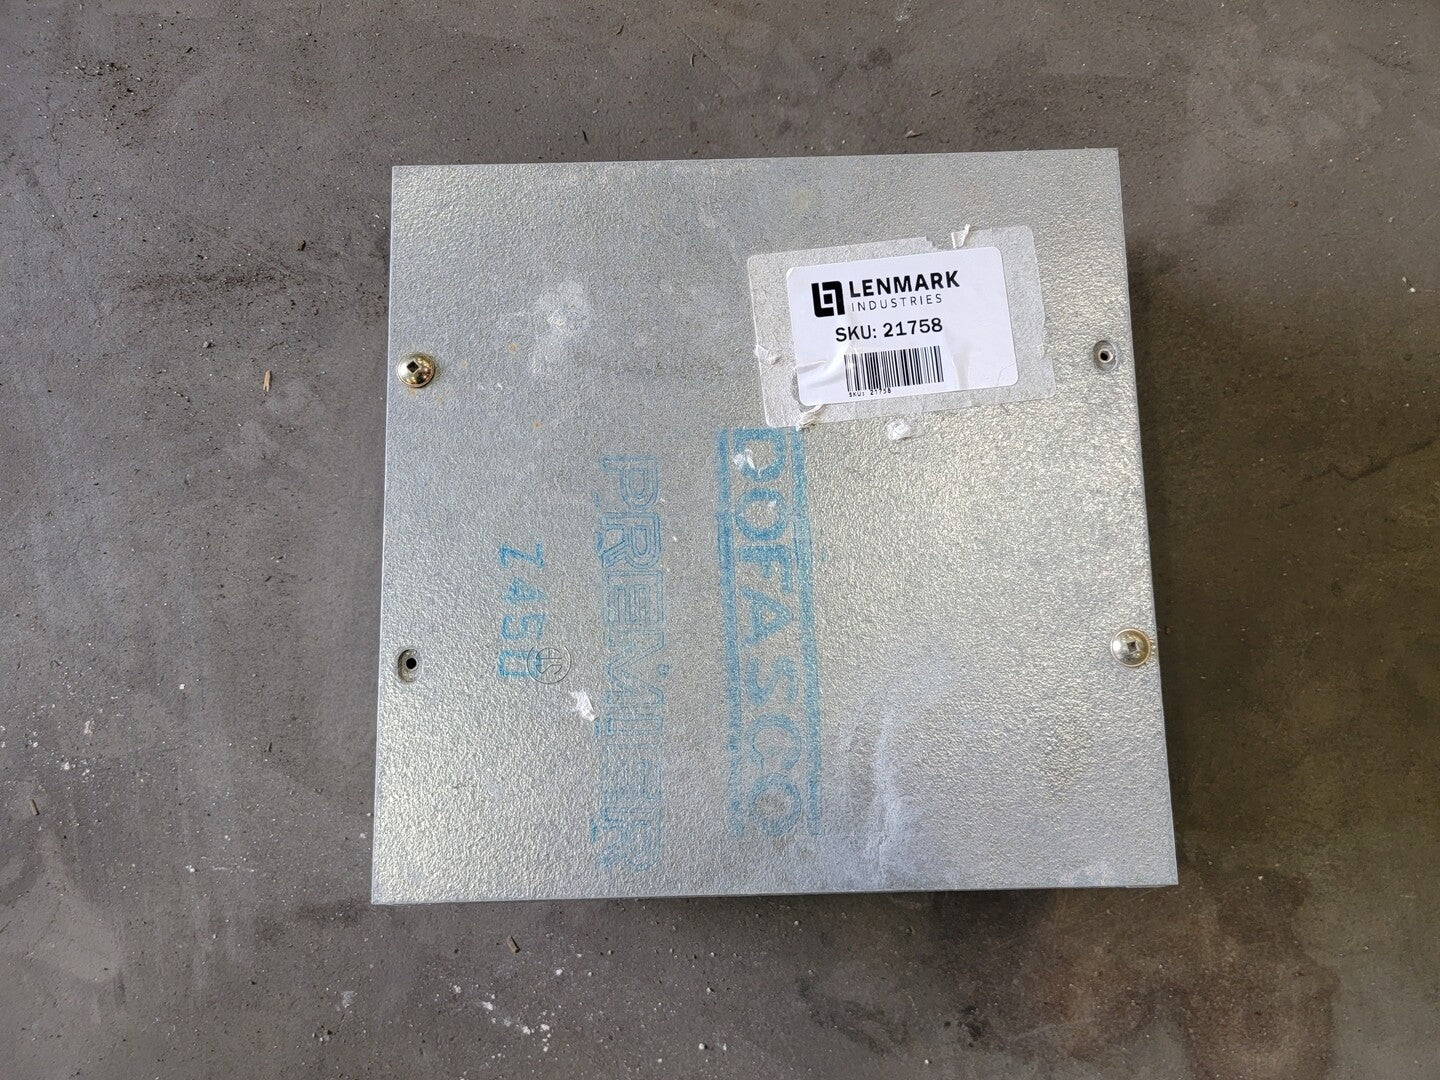 LENMARK
INDUSTRIES
SKU: 21758
SKU: 21758
DOFASCO
PREMIER
Z450